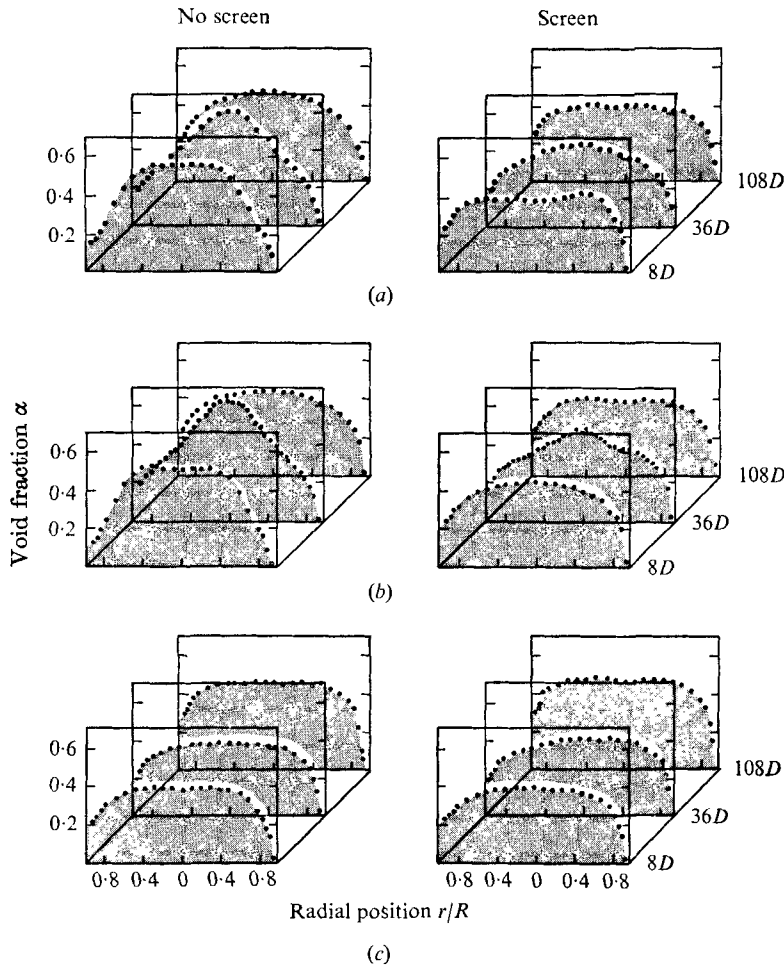 No screen
Screen
0·6
0·4
0·2
108D
36D
8D
(a)
Void fraction α
0·6
0·4
0·2
108D
36D
8D
(b)
0·6
0·4
0·2
108D
36D
8D
0·8 0·4 0 0·4 0·8
0·8 0·4 0 0·4 0·8
Radial position r/R
(c)